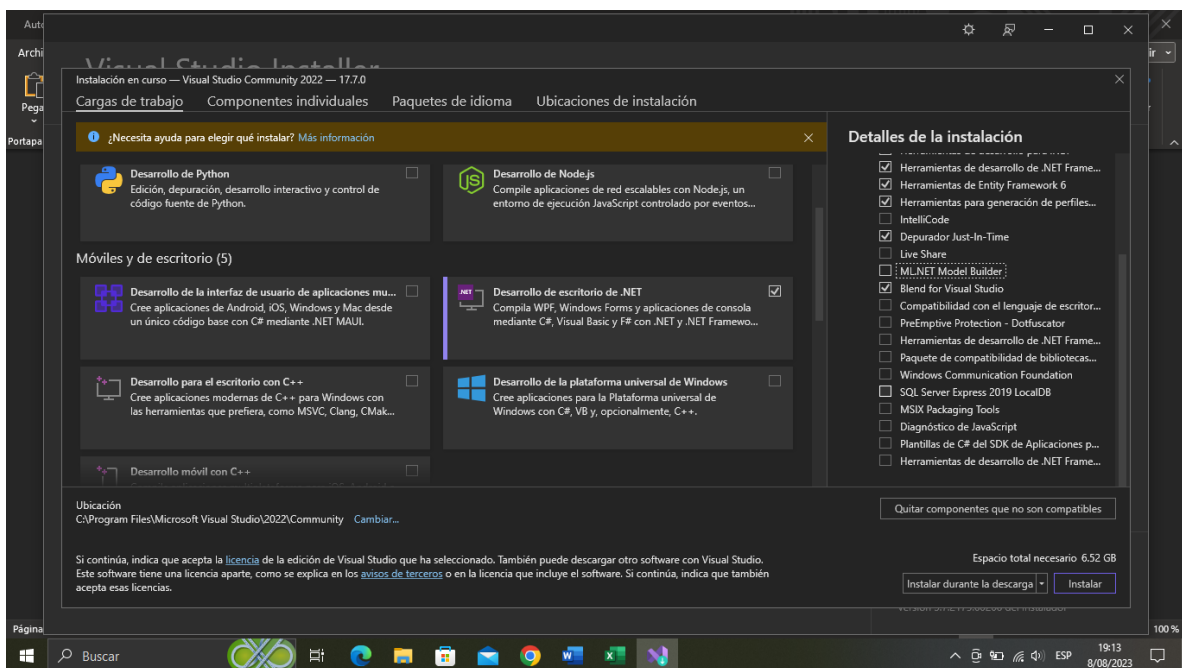 Auto
Archi
Pega
Portapa
Página
Visual Studio Installer
ir
Instalación en curso — Visual Studio Community 2022 — 17.7.0
Cargas de trabajo Componentes individuales Paquetes de idioma Ubicaciones de instalación
¿Necesita ayuda para elegir qué instalar? Más información
Desarrollo de Python
Edición, depuración, desarrollo interactivo y control de
código fuente de Python.
Desarrollo de Node.js
Compile aplicaciones de red escalables con Node.js, un
entorno de ejecución JavaScript controlado por eventos...
Móviles y de escritorio (5)
Desarrollo de la interfaz de usuario de aplicaciones mu...
Cree aplicaciones de Android, iOS, Windows y Mac desde
un único código base con C# mediante .NET MAUI.
.NET
Desarrollo de escritorio de .NET
Compila WPF, Windows Forms y aplicaciones de consola
mediante C#, Visual Basic y F# con .NET y .NET Framewo...
Desarrollo para el escritorio con C++
Cree aplicaciones modernas de C++ para Windows con
las herramientas que prefiera, como MSVC, Clang, CMak...
Desarrollo de la plataforma universal de Windows
Cree aplicaciones para la Plataforma universal de
Windows con C#, VB y, opcionalmente, C++.
Desarrollo móvil con C++
Detalles de la instalación
Herramientas de desarrollo de .NET Frame...
Herramientas de Entity Framework 6
Herramientas para generación de perfiles...
IntelliCode
Depurador Just-In-Time
Live Share
ML.NET Model Builder
Blend for Visual Studio
Compatibilidad con el lenguaje de escritor...
PreEmptive Protection - Dotfuscator
Herramientas de desarrollo de .NET Frame...
Paquete de compatibilidad de bibliotecas...
Windows Communication Foundation
SQL Server Express 2019 LocalDB
MSIX Packaging Tools
Diagnóstico de JavaScript
Plantillas de C# del SDK de Aplicaciones p...
Herramientas de desarrollo de .NET Frame...
Ubicación
C:\Program Files\Microsoft Visual Studio\2022\Community Cambiar...
Quitar componentes que no son compatibles
Si continúa, indica que acepta la licencia de la edición de Visual Studio que ha seleccionado. También puede descargar otro software con Visual Studio.
Este software tiene una licencia aparte, como se explica en los avisos de terceros o en la licencia que incluye el software. Si continúa, indica que también
acepta esas licencias.
Espacio total necesario 6.52 GB
Instalar durante la descarga Instalar
100 %
Buscar
ESP
19:13
8/08/2023